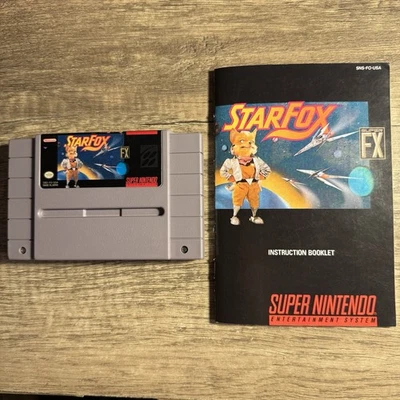 STARFOX
FX
SUPER NINTENDO
SNS-FO-USA
STARFOX
FX
INSTRUCTION BOOKLET
SUPER NINTENDO
ENTERTAINMENT SYSTEM